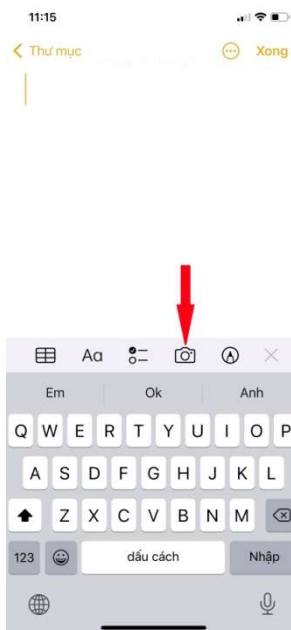 11:15
Thư mục Xong
Aa
Em Ok Anh
Q W E R T Y U I O P
A S D F G H J K L
Z X C V B N M
123 dấu cách Nhập